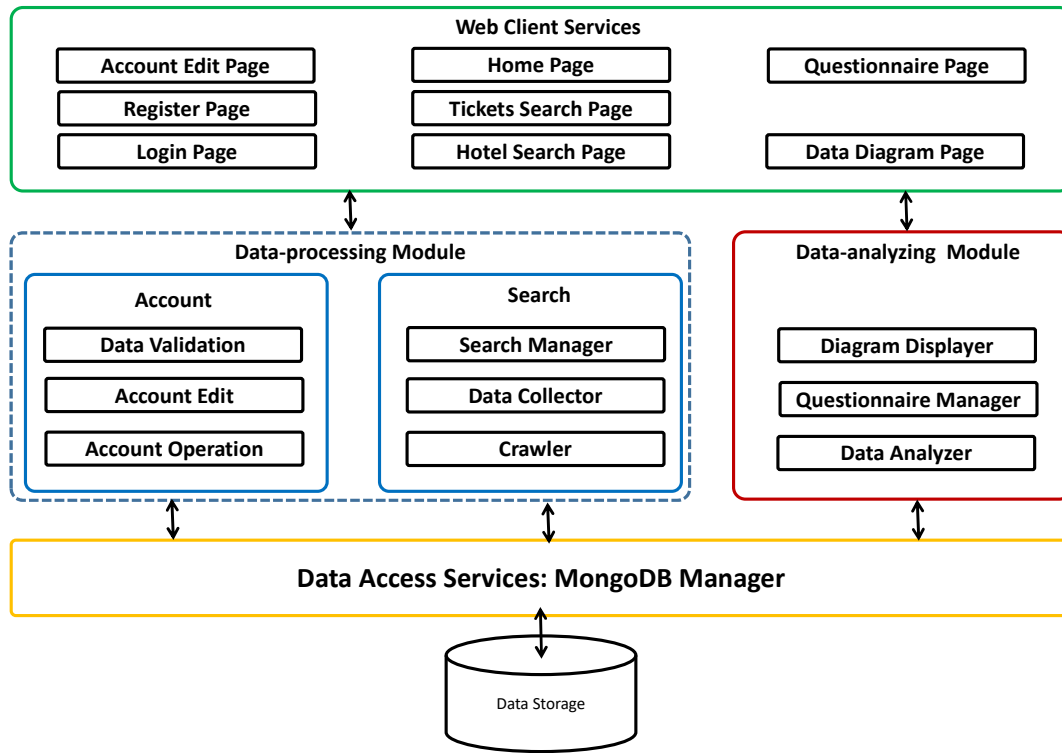 Web Client Services
Account Edit Page
Home Page
Questionnaire Page
Register Page
Tickets Search Page
Login Page
Hotel Search Page
Data Diagram Page
Data-processing Module
Data-analyzing Module
Account
Search
Data Validation
Search Manager
Diagram Displayer
Account Edit
Data Collector
Questionnaire Manager
Account Operation
Crawler
Data Analyzer
Data Access Services: MongoDB Manager
Data Storage